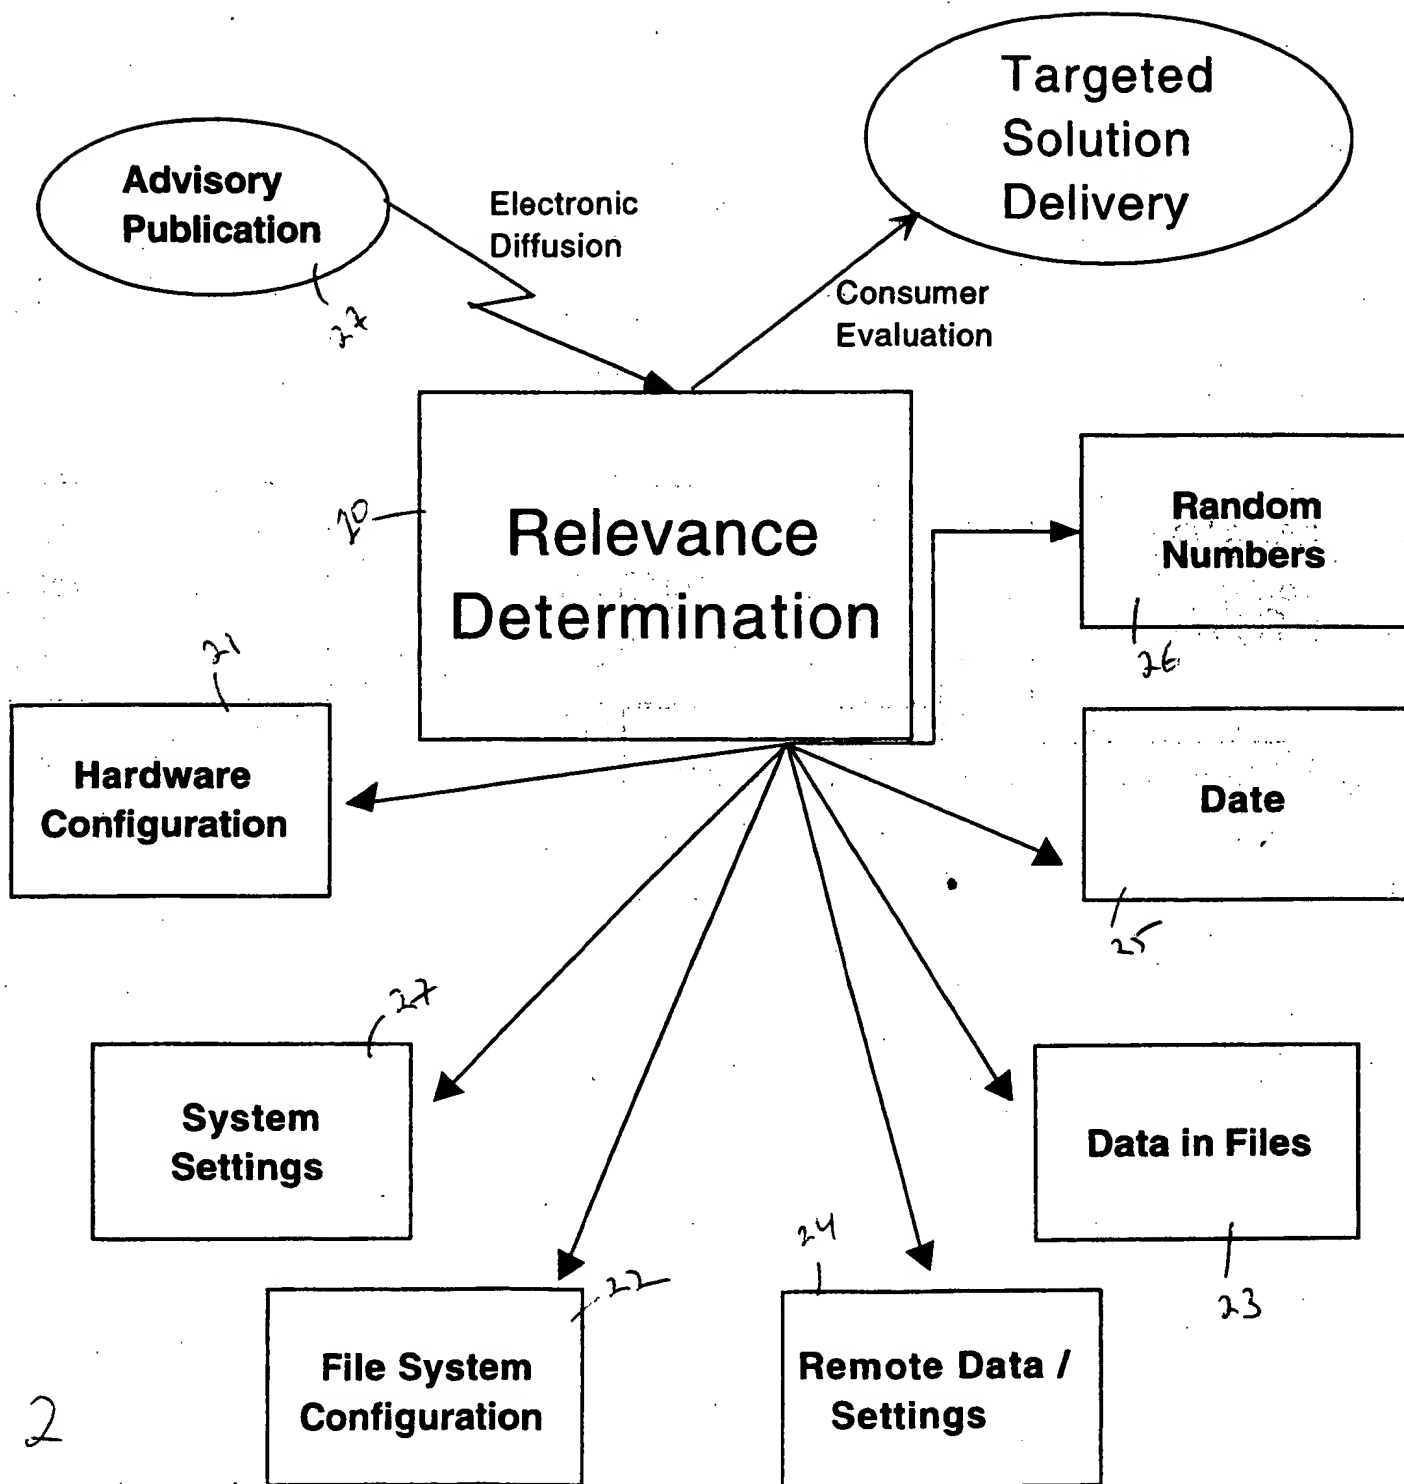 Targeted
Solution
Delivery
Advisory
Publication
27
Electronic
Diffusion
Consumer
Evaluation
20
Relevance
Determination
Random
Numbers
26
21
Hardware
Configuration
Date
25
27
System
Settings
Data in Files
23
22
File System
Configuration
24
Remote Data /
Settings
2